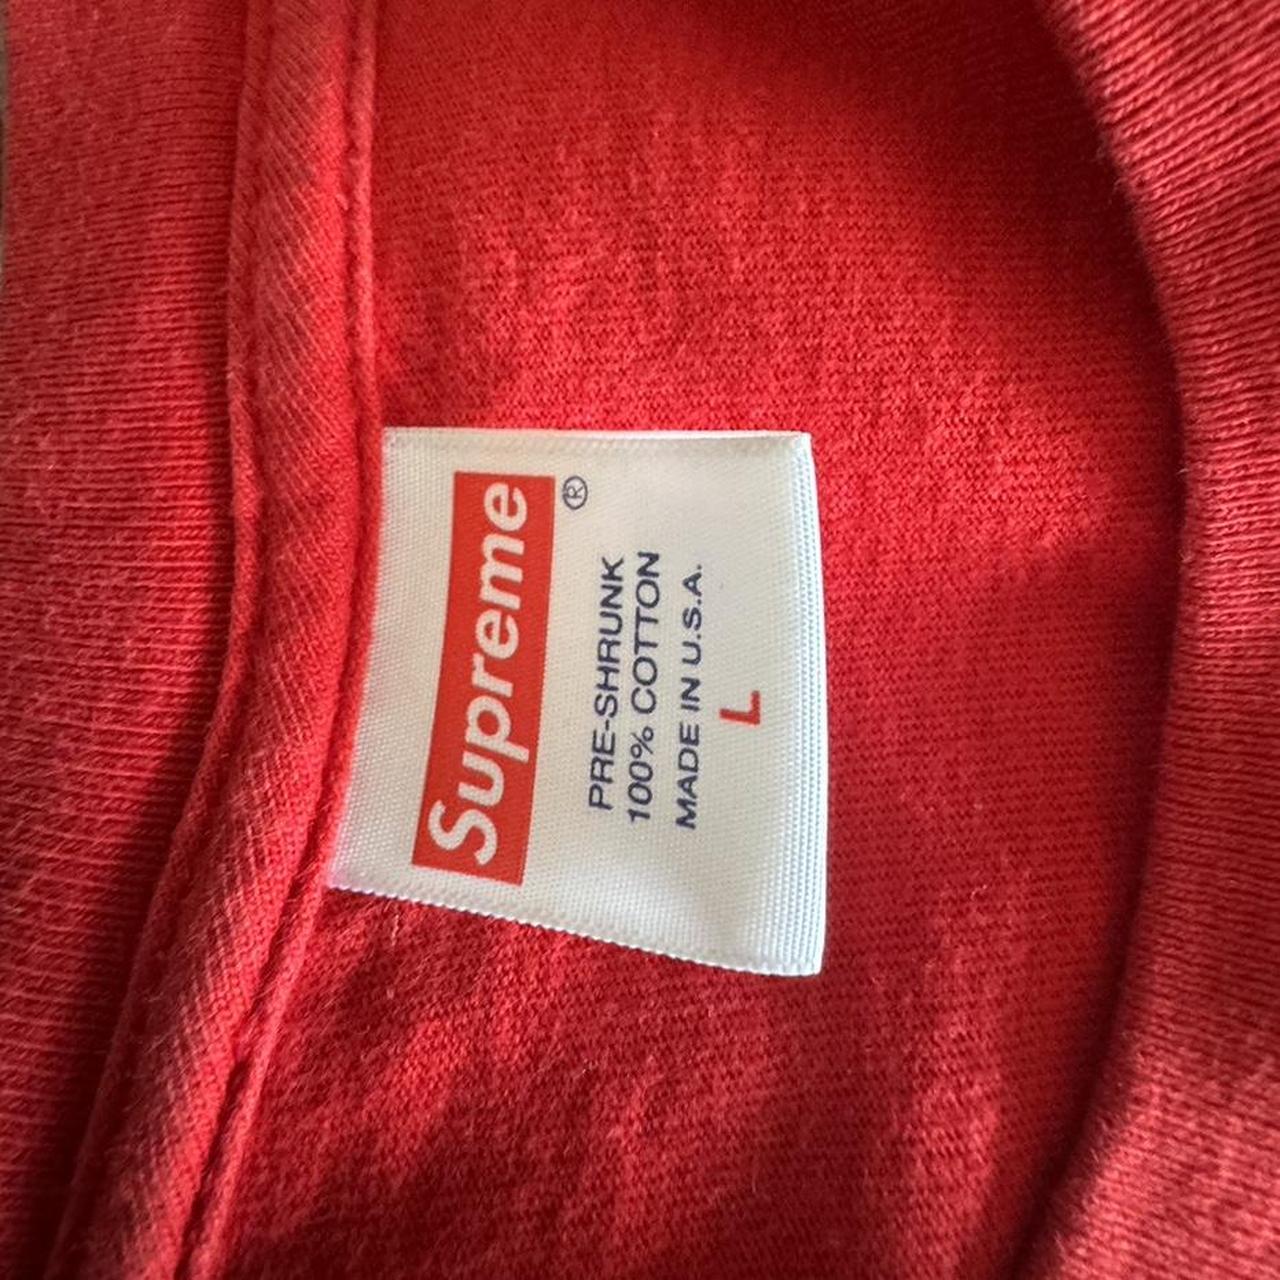 Supreme®
PRE-SHRUNK
100% COTTON
MADE IN U.S.A.
L